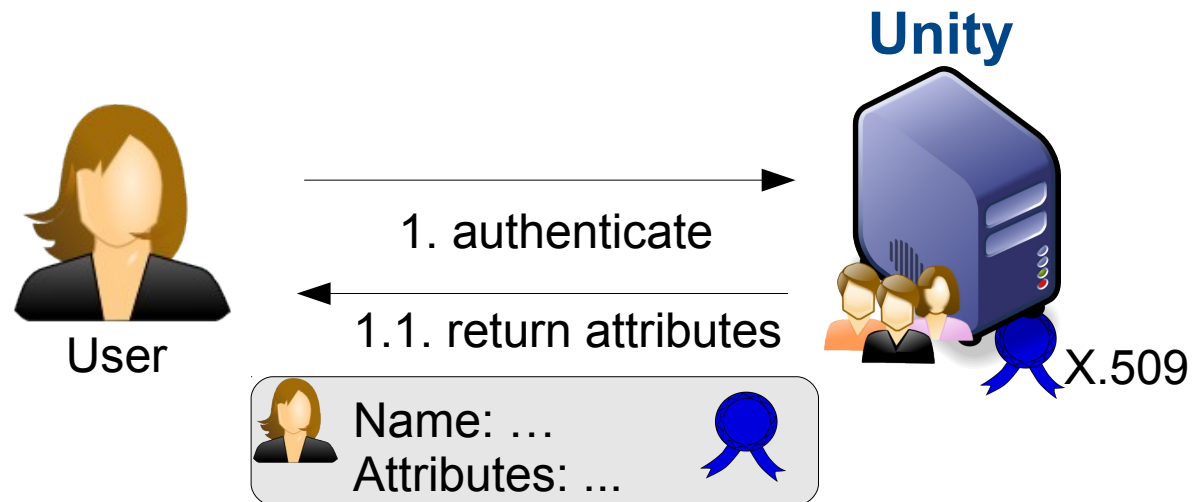 Unity
1. authenticate
1.1. return attributes
User
X.509
Name: …
Attributes: ...